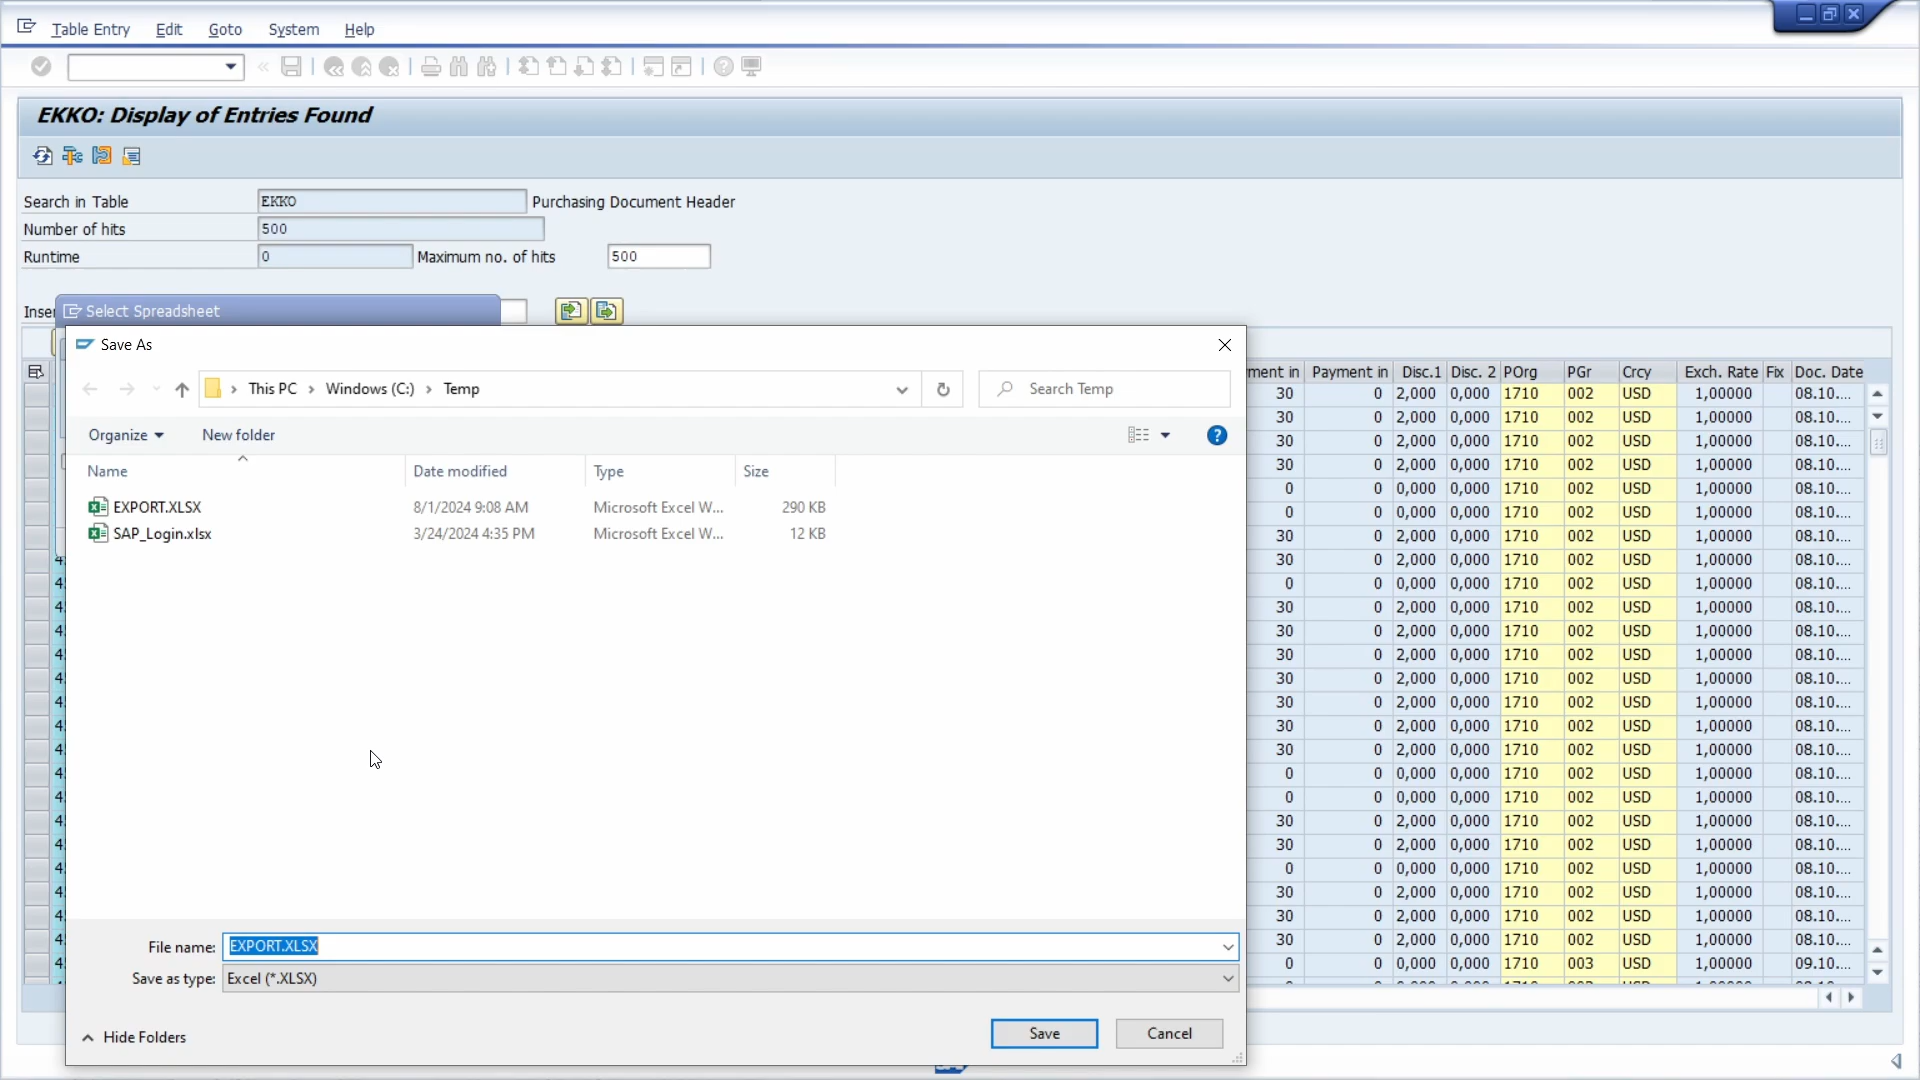 Table Entry Edit Goto System Help
EKKO: Display of Entries Found
Search in Table EKKO Purchasing Document Header
Number of hits 500
Runtime 0 Maximum no. of hits 500
Select Spreadsheet
Save As
This PC > Windows (C:) > Temp Search Temp
Organize New folder
Name Date modified Type Size
EXPORT.XLSX 8/1/2024 9:08 AM Microsoft Excel W... 290 KB
SAP_Login.xlsx 3/24/2024 4:35 PM Microsoft Excel W... 12 KB
File name: EXPORT.XLSX
Save as type: Excel (*.XLSX)
Hide Folders Save Cancel
Payment in Disc.1 Disc. 2 POrg PGr Crcy Exch. Rate Fix Doc. Date
30 0 2,000 0,000 1710 002 USD 1,00000 08.10....
30 0 2,000 0,000 1710 002 USD 1,00000 08.10....
30 0 2,000 0,000 1710 002 USD 1,00000 08.10....
30 0 2,000 0,000 1710 002 USD 1,00000 08.10....
0 0 0,000 0,000 1710 002 USD 1,00000 08.10....
0 0 0,000 0,000 1710 002 USD 1,00000 08.10....
30 0 2,000 0,000 1710 002 USD 1,00000 08.10....
30 0 2,000 0,000 1710 002 USD 1,00000 08.10....
0 0 0,000 0,000 1710 002 USD 1,00000 08.10....
30 0 2,000 0,000 1710 002 USD 1,00000 08.10....
30 0 2,000 0,000 1710 002 USD 1,00000 08.10....
30 0 2,000 0,000 1710 002 USD 1,00000 08.10....
30 0 2,000 0,000 1710 002 USD 1,00000 08.10....
30 0 2,000 0,000 1710 002 USD 1,00000 08.10....
30 0 2,000 0,000 1710 002 USD 1,00000 08.10....
30 0 2,000 0,000 1710 002 USD 1,00000 08.10....
0 0 0,000 0,000 1710 002 USD 1,00000 08.10....
0 0 0,000 0,000 1710 002 USD 1,00000 08.10....
30 0 2,000 0,000 1710 002 USD 1,00000 08.10....
30 0 2,000 0,000 1710 002 USD 1,00000 08.10....
0 0 0,000 0,000 1710 002 USD 1,00000 08.10....
30 0 2,000 0,000 1710 002 USD 1,00000 08.10....
30 0 2,000 0,000 1710 002 USD 1,00000 08.10....
30 0 2,000 0,000 1710 002 USD 1,00000 08.10....
0 0 0,000 0,000 1710 003 USD 1,00000 09.10....